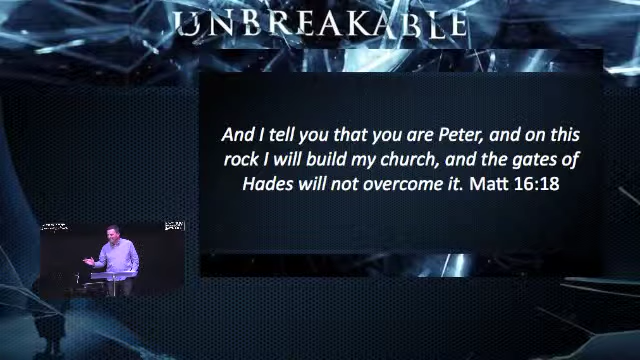 UNBREAKABLE
And I tell you that you are Peter, and on this
rock I will build my church, and the gates of
Hades will not overcome it. Matt 16:18